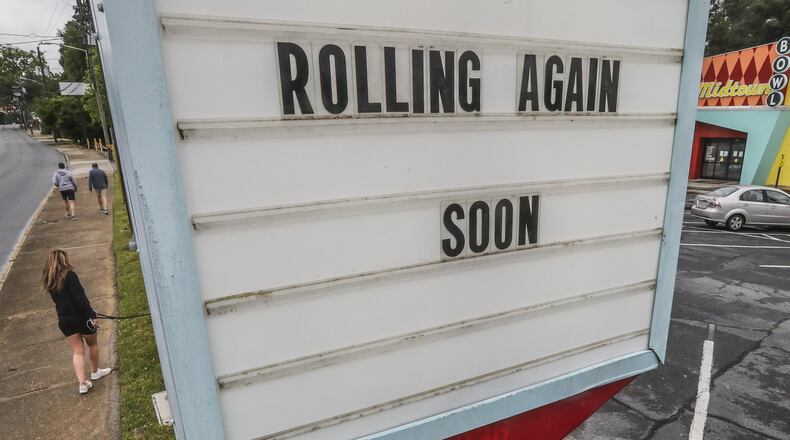 ROLLING AGAIN
SOON
Midtown
BOWL